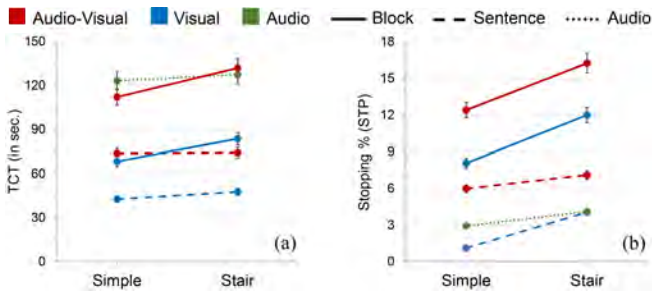 Audio-Visual Visual Audio Block Sentence Audio
150
120
90
60
30
0
TCT (in sec.)
Simple Stair
(a)
18
15
12
9
6
3
0
Stopping % (STP)
Simple Stair
(b)